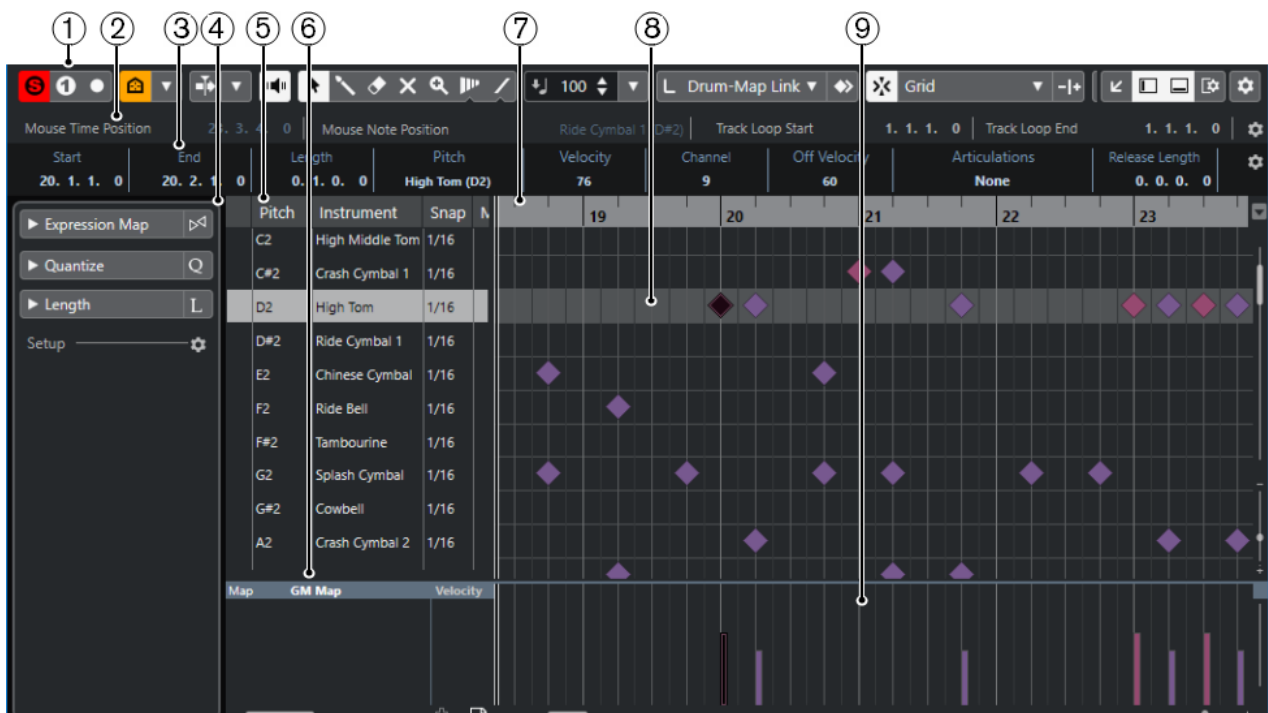 ① ② ③ ④ ⑤ ⑥ ⑦ ⑧ ⑨
S 1 100 L Drum-Map Link Grid
Mouse Time Position 23. 3. 4. 0 Mouse Note Position Ride Cymbal 1 (D#2) Track Loop Start 1. 1. 1. 0 Track Loop End 1. 1. 1. 0
Start End Length Pitch Velocity Channel Off Velocity Articulations Release Length
20. 1. 1. 0 20. 2. 1. 0 0. 1. 0. 0 High Tom (D2) 76 9 60 None 0. 0. 0. 0
Expression Map
Quantize Q
Length L
Setup
Pitch Instrument Snap M 19 20 21 22 23
C2 High Middle Tom 1/16
C#2 Crash Cymbal 1 1/16
D2 High Tom 1/16
D#2 Ride Cymbal 1 1/16
E2 Chinese Cymbal 1/16
F2 Ride Bell 1/16
F#2 Tambourine 1/16
G2 Splash Cymbal 1/16
G#2 Cowbell 1/16
A2 Crash Cymbal 2 1/16
Map GM Map Velocity